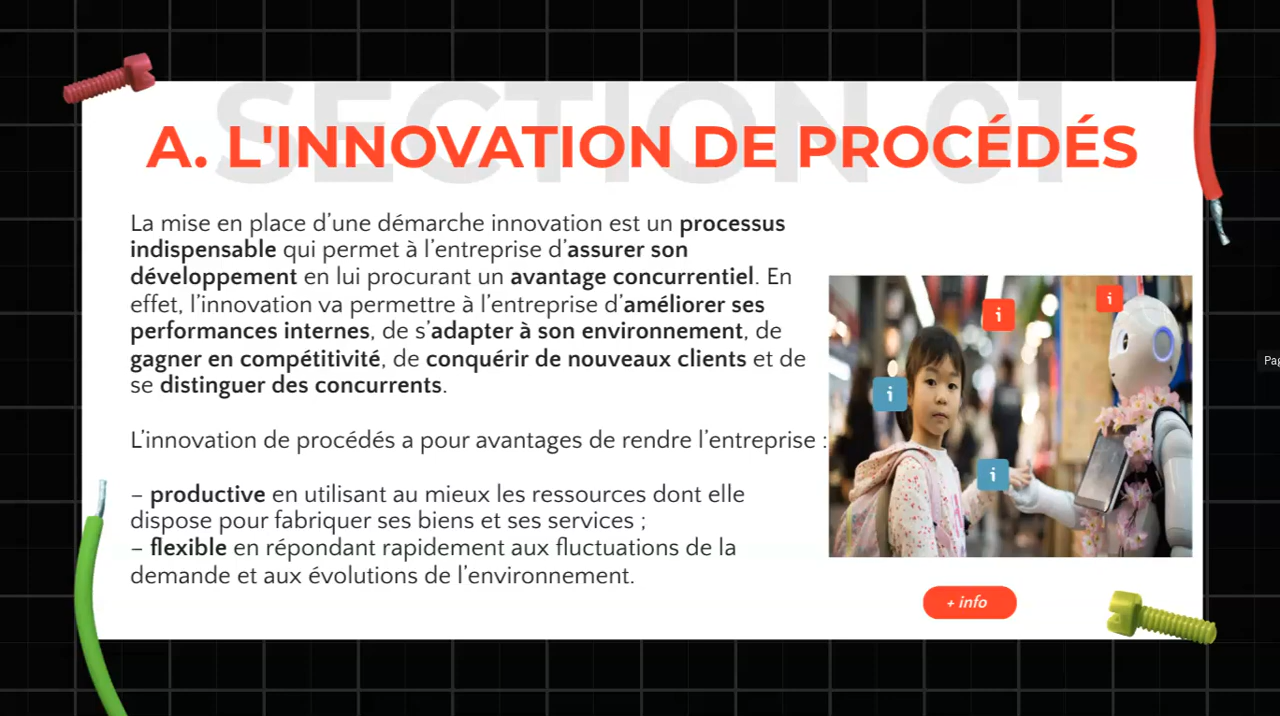 SECTION 01
A. L'INNOVATION DE PROCÉDÉS
La mise en place d’une démarche innovation est un processus
indispensable qui permet à l’entreprise d’assurer son
développement en lui procurant un avantage concurrentiel. En
effet, l’innovation va permettre à l’entreprise d’améliorer ses
performances internes, de s’adapter à son environnement, de
gagner en compétitivité, de conquérir de nouveaux clients et de
se distinguer des concurrents.
L’innovation de procédés a pour avantages de rendre l’entreprise :
– productive en utilisant au mieux les ressources dont elle
dispose pour fabriquer ses biens et ses services ;
– flexible en répondant rapidement aux fluctuations de la
demande et aux évolutions de l’environnement.
i
i
i
i
+ info
Pag